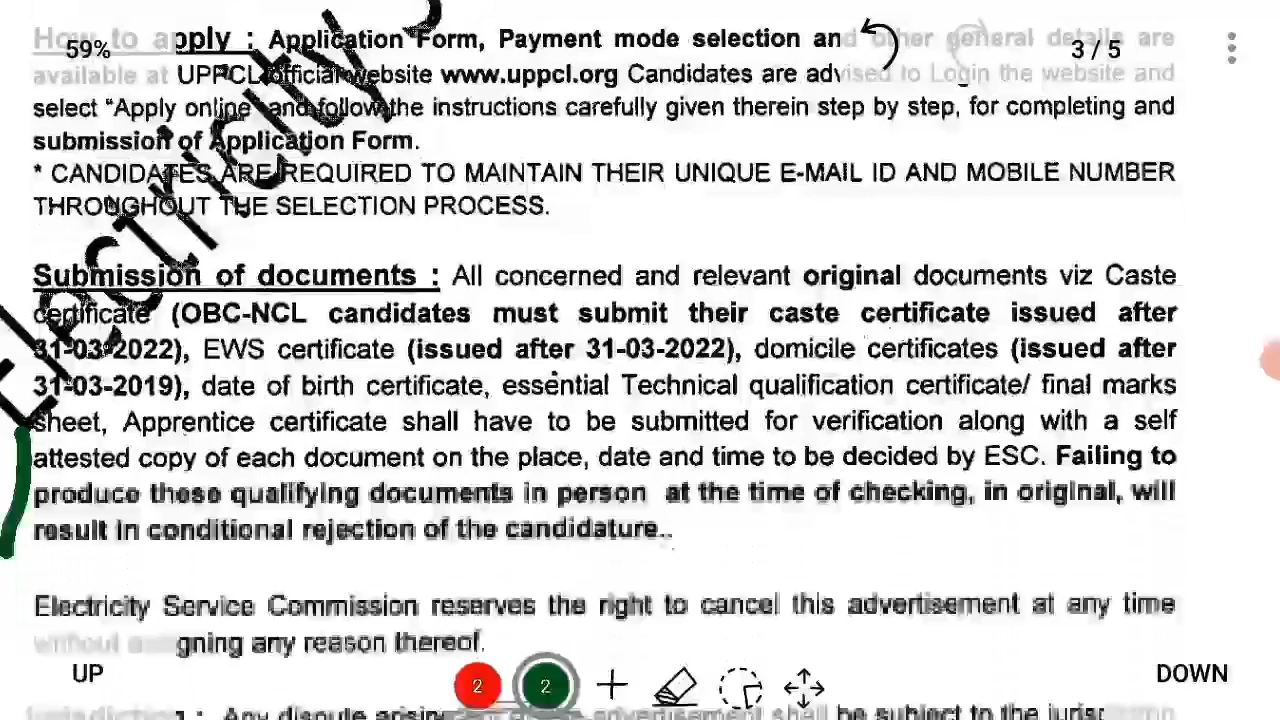 How to apply : Application Form, Payment mode selection and other general details are
59%
3 / 5
available at UPPCL official website www.uppcl.org Candidates are advised to Login the website and
select "Apply online" and follow the instructions carefully given therein step by step, for completing and
submission of Application Form.
* CANDIDATES ARE REQUIRED TO MAINTAIN THEIR UNIQUE E-MAIL ID AND MOBILE NUMBER
THROUGHOUT THE SELECTION PROCESS.
Electricity
Submission of documents : All concerned and relevant original documents viz Caste
certificate (OBC-NCL candidates must submit their caste certificate issued after
31-03-2022), EWS certificate (issued after 31-03-2022), domicile certificates (issued after
31-03-2019), date of birth certificate, essential Technical qualification certificate/ final marks
sheet, Apprentice certificate shall have to be submitted for verification along with a self
attested copy of each document on the place, date and time to be decided by ESC. Failing to
produce these qualifying documents in person at the time of checking, in original, will
result in conditional rejection of the candidature..
Electricity Service Commission reserves the right to cancel this advertisement at any time
without assigning any reason thereof.
UP
2
2
DOWN
Jurisdiction : Any dispute arising advertisement shall be subject to the